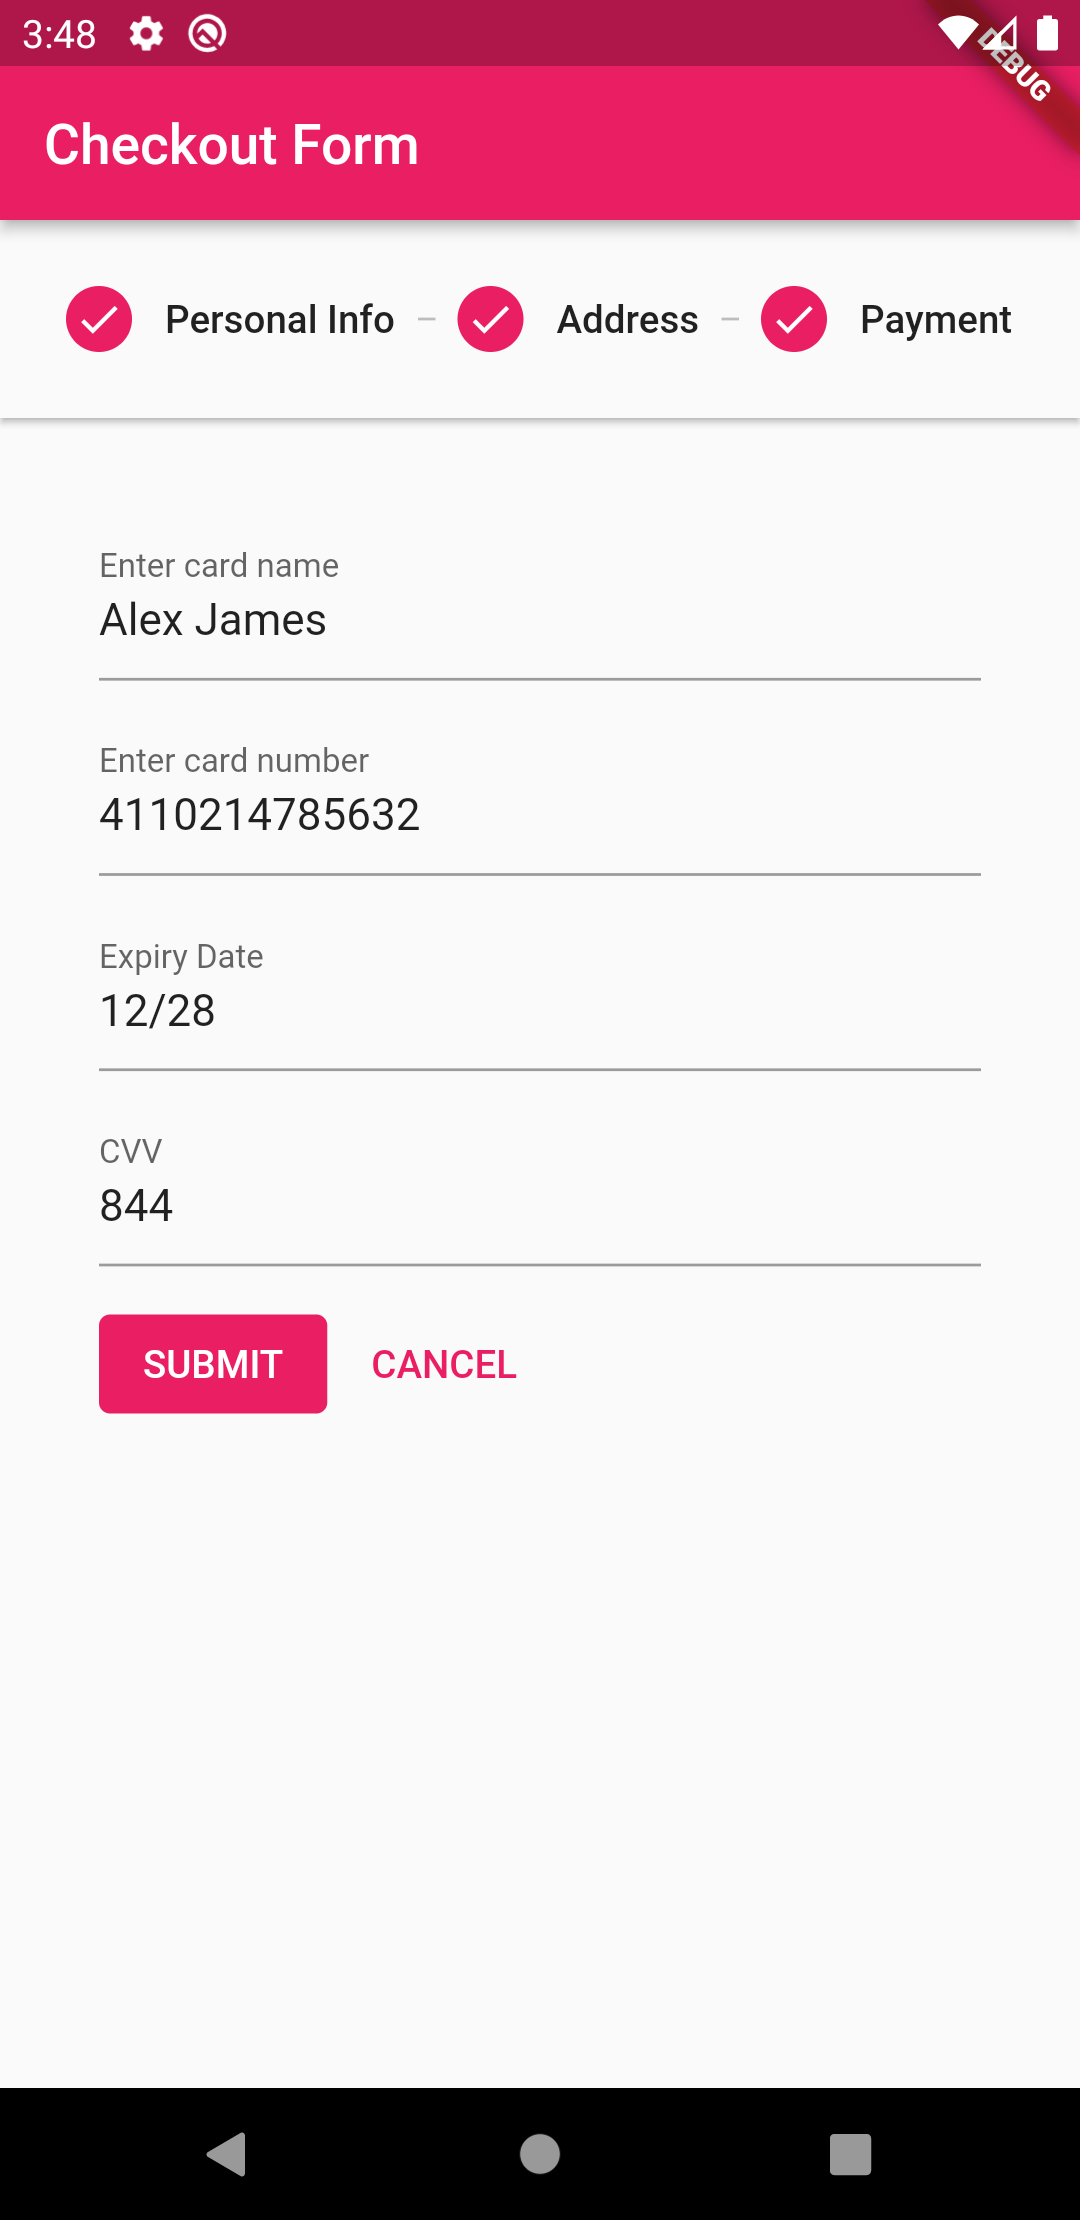 3:48
DEBUG
Checkout Form
Personal Info Address Payment
Enter card name
Alex James
Enter card number
4110214785632
Expiry Date
12/28
CVV
844
SUBMIT CANCEL